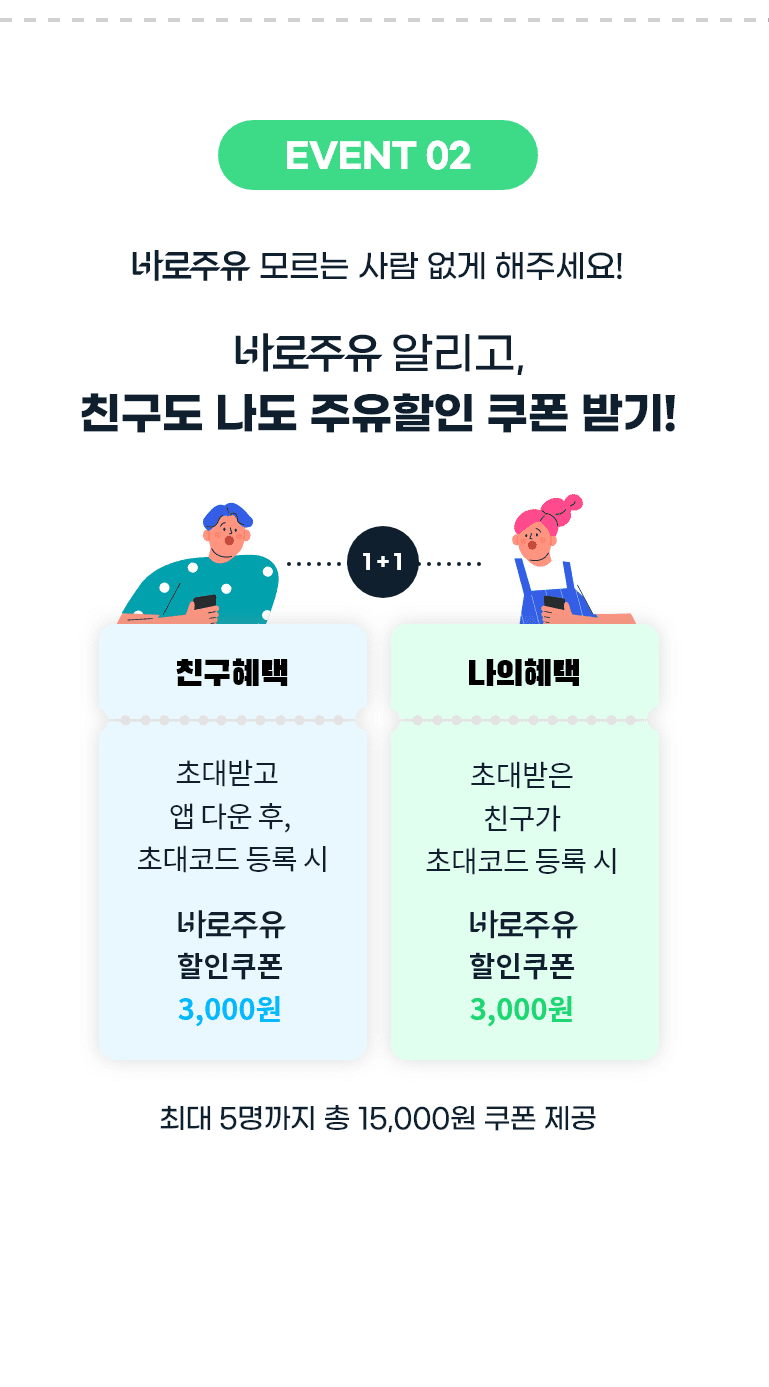 EVENT 02
바로주유 모르는 사람 없게 해주세요!
바로주유 알리고,
친구도 나도 주유할인 쿠폰 받기!
1+1
친구혜택
초대받고
앱 다운 후,
초대코드 등록 시
바로주유
할인쿠폰
3,000원
나의혜택
초대받은
친구가
초대코드 등록 시
바로주유
할인쿠폰
3,000원
최대 5명까지 총 15,000원 쿠폰 제공